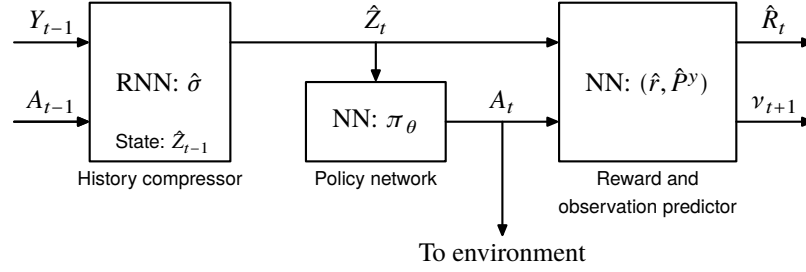 Y_{t−1}
Ẑ_t
R̂_t
RNN: σ̂
NN: (r̂, P̂^y)
A_{t−1}
NN: π_θ
A_t
ν_{t+1}
State: Ẑ_{t−1}
History compressor
Policy network
Reward and
observation predictor
To environment